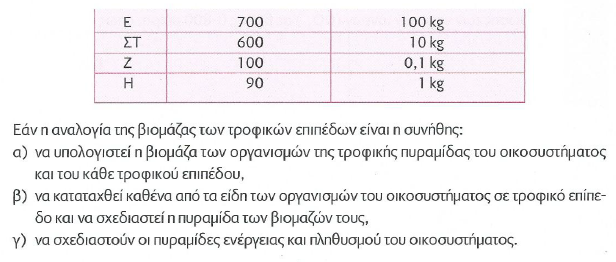 Ε 700 100 kg
ΣΤ 600 10 kg
Ζ 100 0,1 kg
Η 90 1 kg
Εάν η αναλογία της βιομάζας των τροφικών επιπέδων είναι η συνήθης:
α) να υπολογιστεί η βιομάζα των οργανισμών της τροφικής πυραμίδας του οικοσυστήματος
και του κάθε τροφικού επιπέδου,
β) να καταταχθεί καθένα από τα είδη των οργανισμών του οικοσυστήματος σε τροφικό επίπε-
δο και να σχεδιαστεί η πυραμίδα των βιομαζών τους,
γ) να σχεδιαστούν οι πυραμίδες ενέργειας και πληθυσμού του οικοσυστήματος.